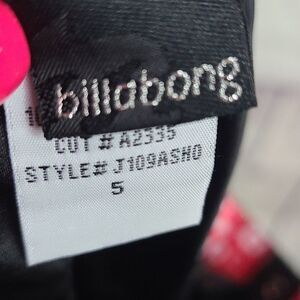 billabong
CUT # A2335
STYLE# J109ASHO
5